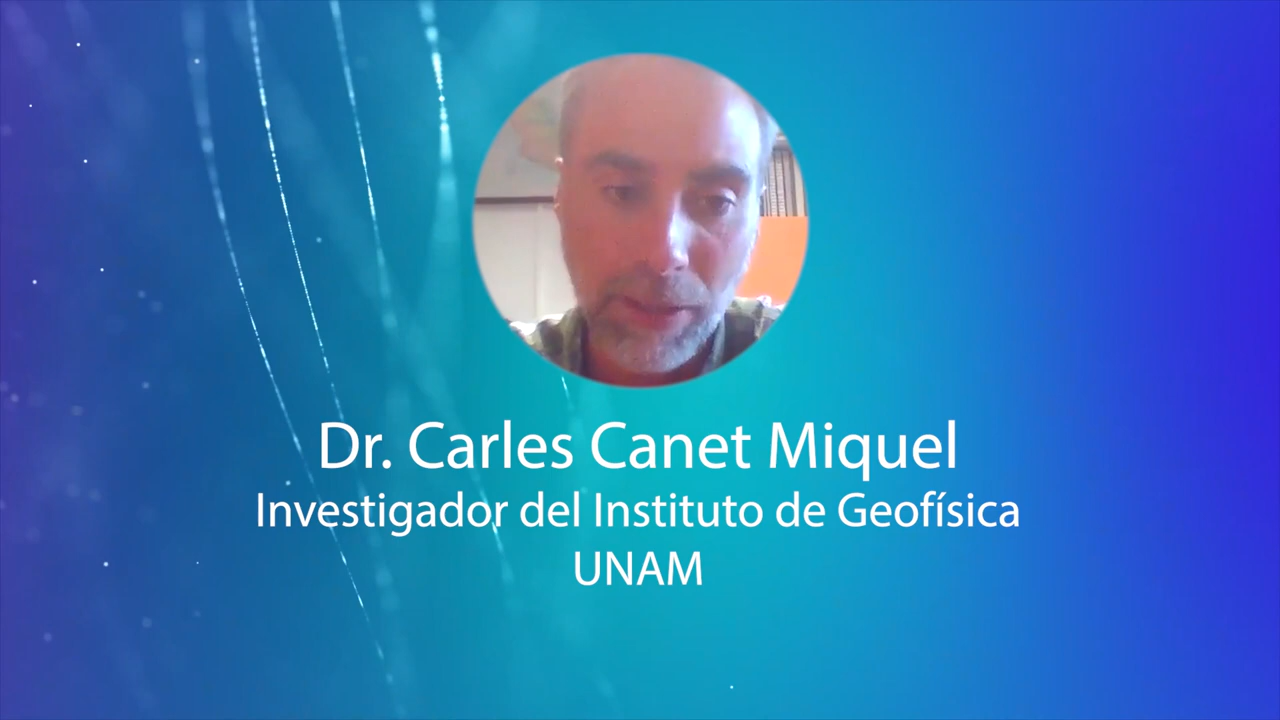 Dr. Carles Canet Miquel
Investigador del Instituto de Geofísica
UNAM